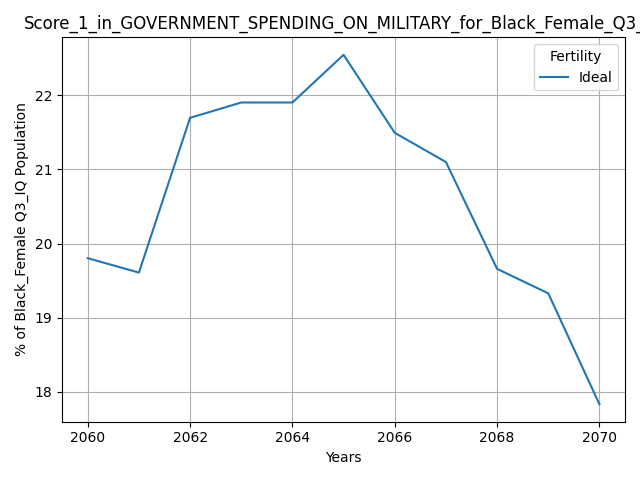 Score_1_in_GOVERNMENT_SPENDING_ON_MILITARY_for_Black_Female_Q3_
Fertility
Ideal
% of Black_Female Q3_IQ Population
22
21
20
19
18
2060 2062 2064 2066 2068 2070
Years